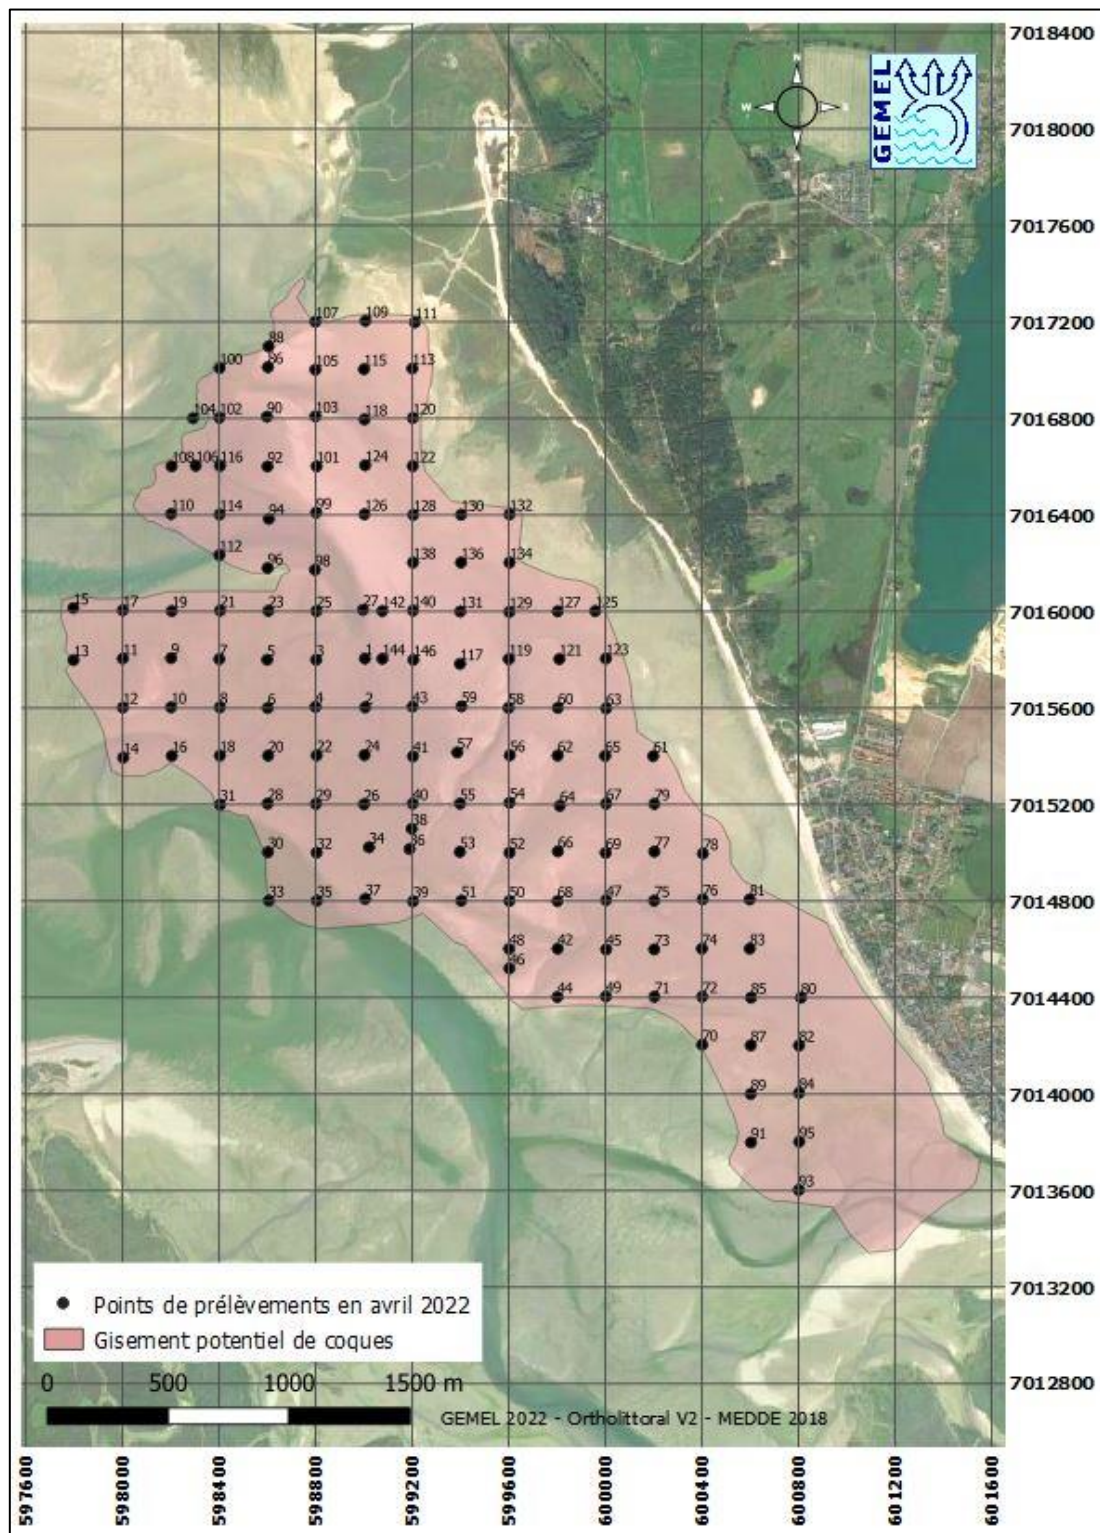 7018400
N
W
GEMEL
7018000
7017600
107 109 111
7017200
88
100 86 105 115 113
104 102 90 103 118 120
7016800
108 106 116 92 101 124 122
110 114 94 99 126 128 130 132
7016400
112 96 98 138 136 134
15 17 19 21 23 25 27 142 140 131 129 127 125
7016000
13 11 9 7 5 3 1 144 146 117 119 121 123
12 10 8 6 4 2 43 59 58 60 63
7015600
14 16 18 20 22 24 41 57 56 62 65 61
31 28 29 26 40 55 54 64 67 79
7015200
38
30 32 34 36 53 52 66 69 77 78
33 35 37 39 51 50 68 47 75 76 81
7014800
48 42 45 73 74 83
46
44 49 71 72 85 80
7014400
70 87 82
89 84
7014000
91 95
93
7013600
7013200
Points de prélèvements en avril 2022
Gisement potentiel de coques
0 500 1000 1500 m
7012800
GEMEL 2022 - Ortholittoral V2 - MEDDE 2018
597600 598000 598400 598800 599200 599600 600000 600400 600800 601200 601600